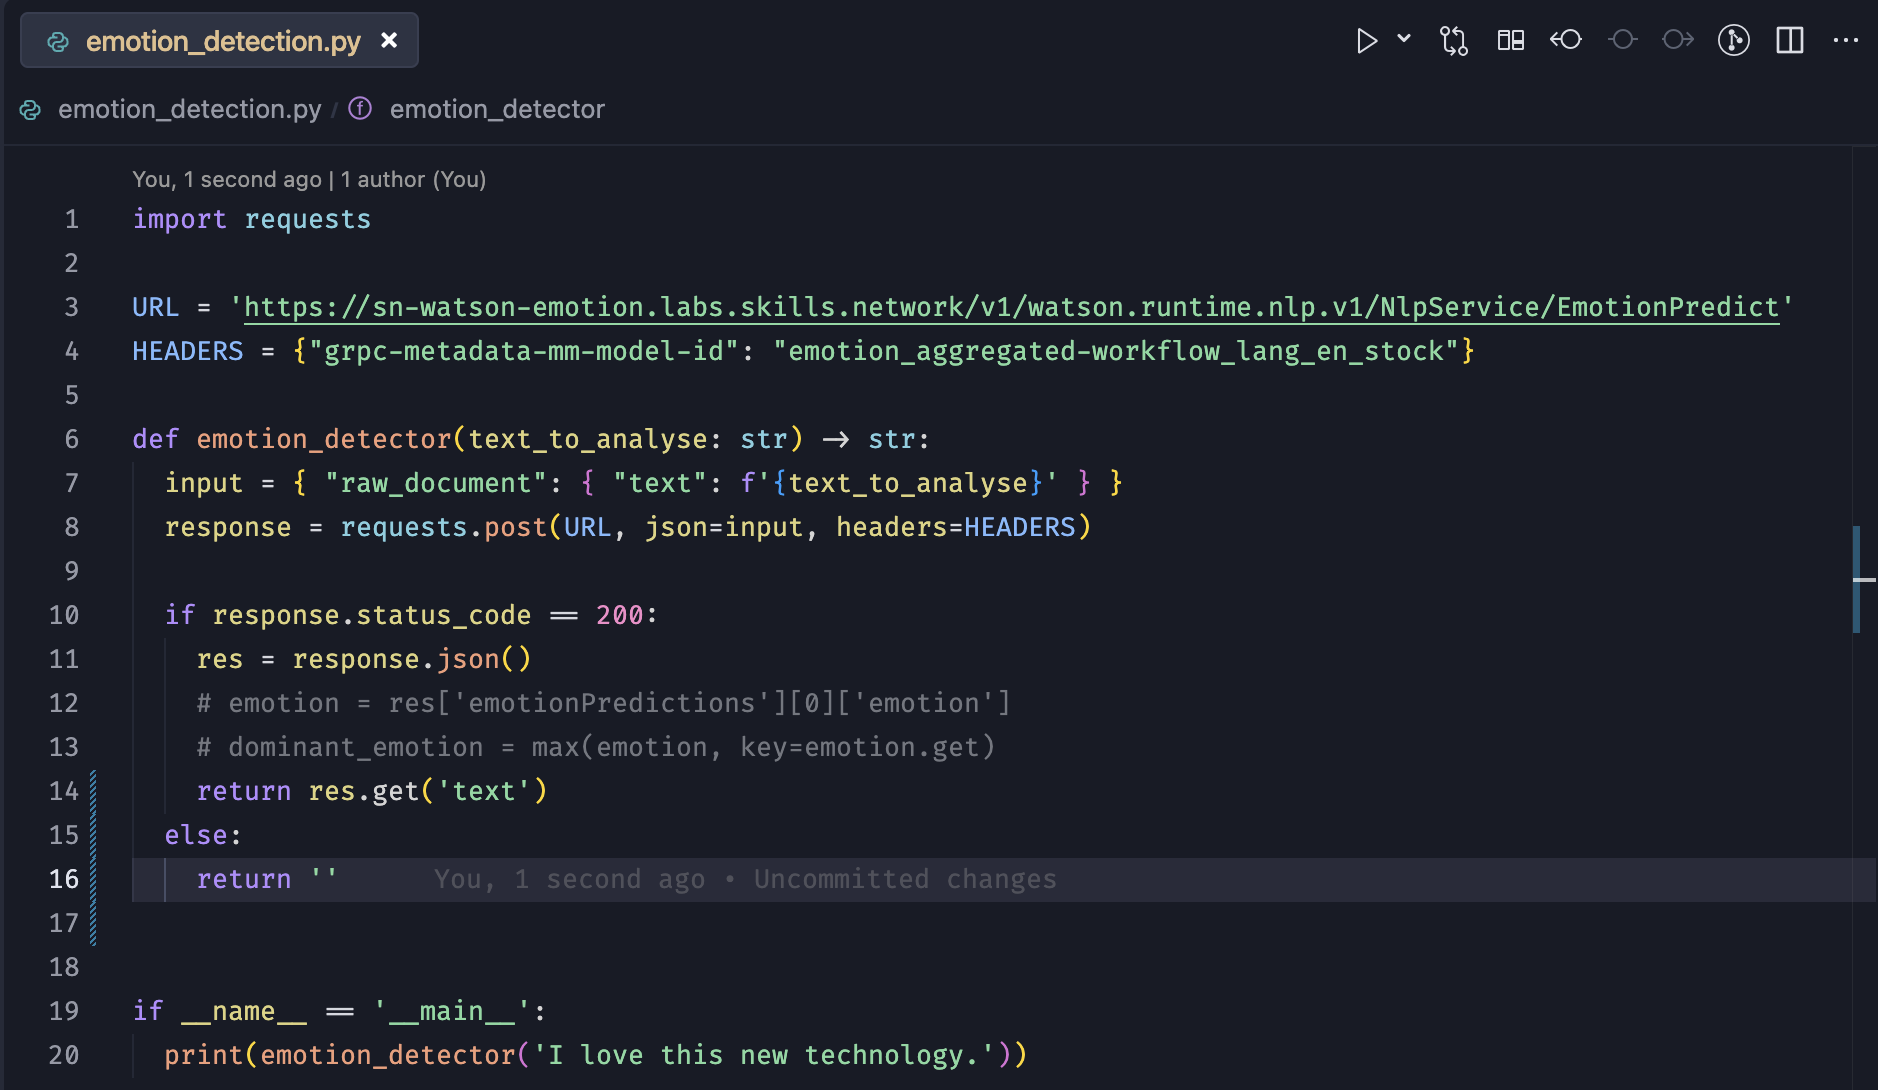 emotion_detection.py ×
emotion_detection.py / emotion_detector
You, 1 second ago | 1 author (You)
1 import requests
2
3 URL = 'https://sn-watson-emotion.labs.skills.network/v1/watson.runtime.nlp.v1/NlpService/EmotionPredict'
4 HEADERS = {"grpc-metadata-mm-model-id": "emotion_aggregated-workflow_lang_en_stock"}
5
6 def emotion_detector(text_to_analyse: str) -> str:
7   input = { "raw_document": { "text": f'{text_to_analyse}' } }
8   response = requests.post(URL, json=input, headers=HEADERS)
9
10   if response.status_code == 200:
11     res = response.json()
12     # emotion = res['emotionPredictions'][0]['emotion']
13     # dominant_emotion = max(emotion, key=emotion.get)
14     return res.get('text')
15   else:
16     return ''      You, 1 second ago • Uncommitted changes
17
18
19 if __name__ == '__main__':
20   print(emotion_detector('I love this new technology.'))